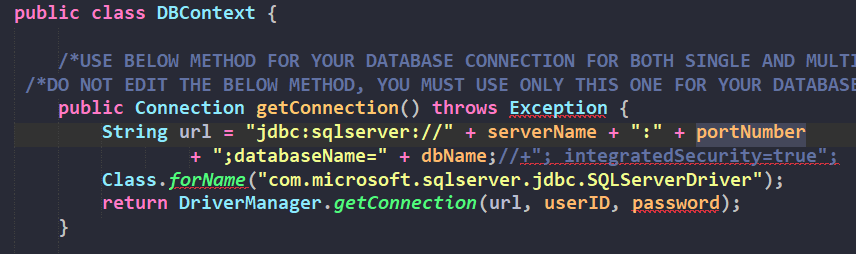 public class DBContext {
/*USE BELOW METHOD FOR YOUR DATABASE CONNECTION FOR BOTH SINGLE AND MULTI
/*DO NOT EDIT THE BELOW METHOD, YOU MUST USE ONLY THIS ONE FOR YOUR DATABASE
public Connection getConnection() throws Exception {
String url = "jdbc:sqlserver://" + serverName + ":" + portNumber
+ ";databaseName=" + dbName;//+"; integratedSecurity=true";
Class.forName("com.microsoft.sqlserver.jdbc.SQLServerDriver");
return DriverManager.getConnection(url, userID, password);
}